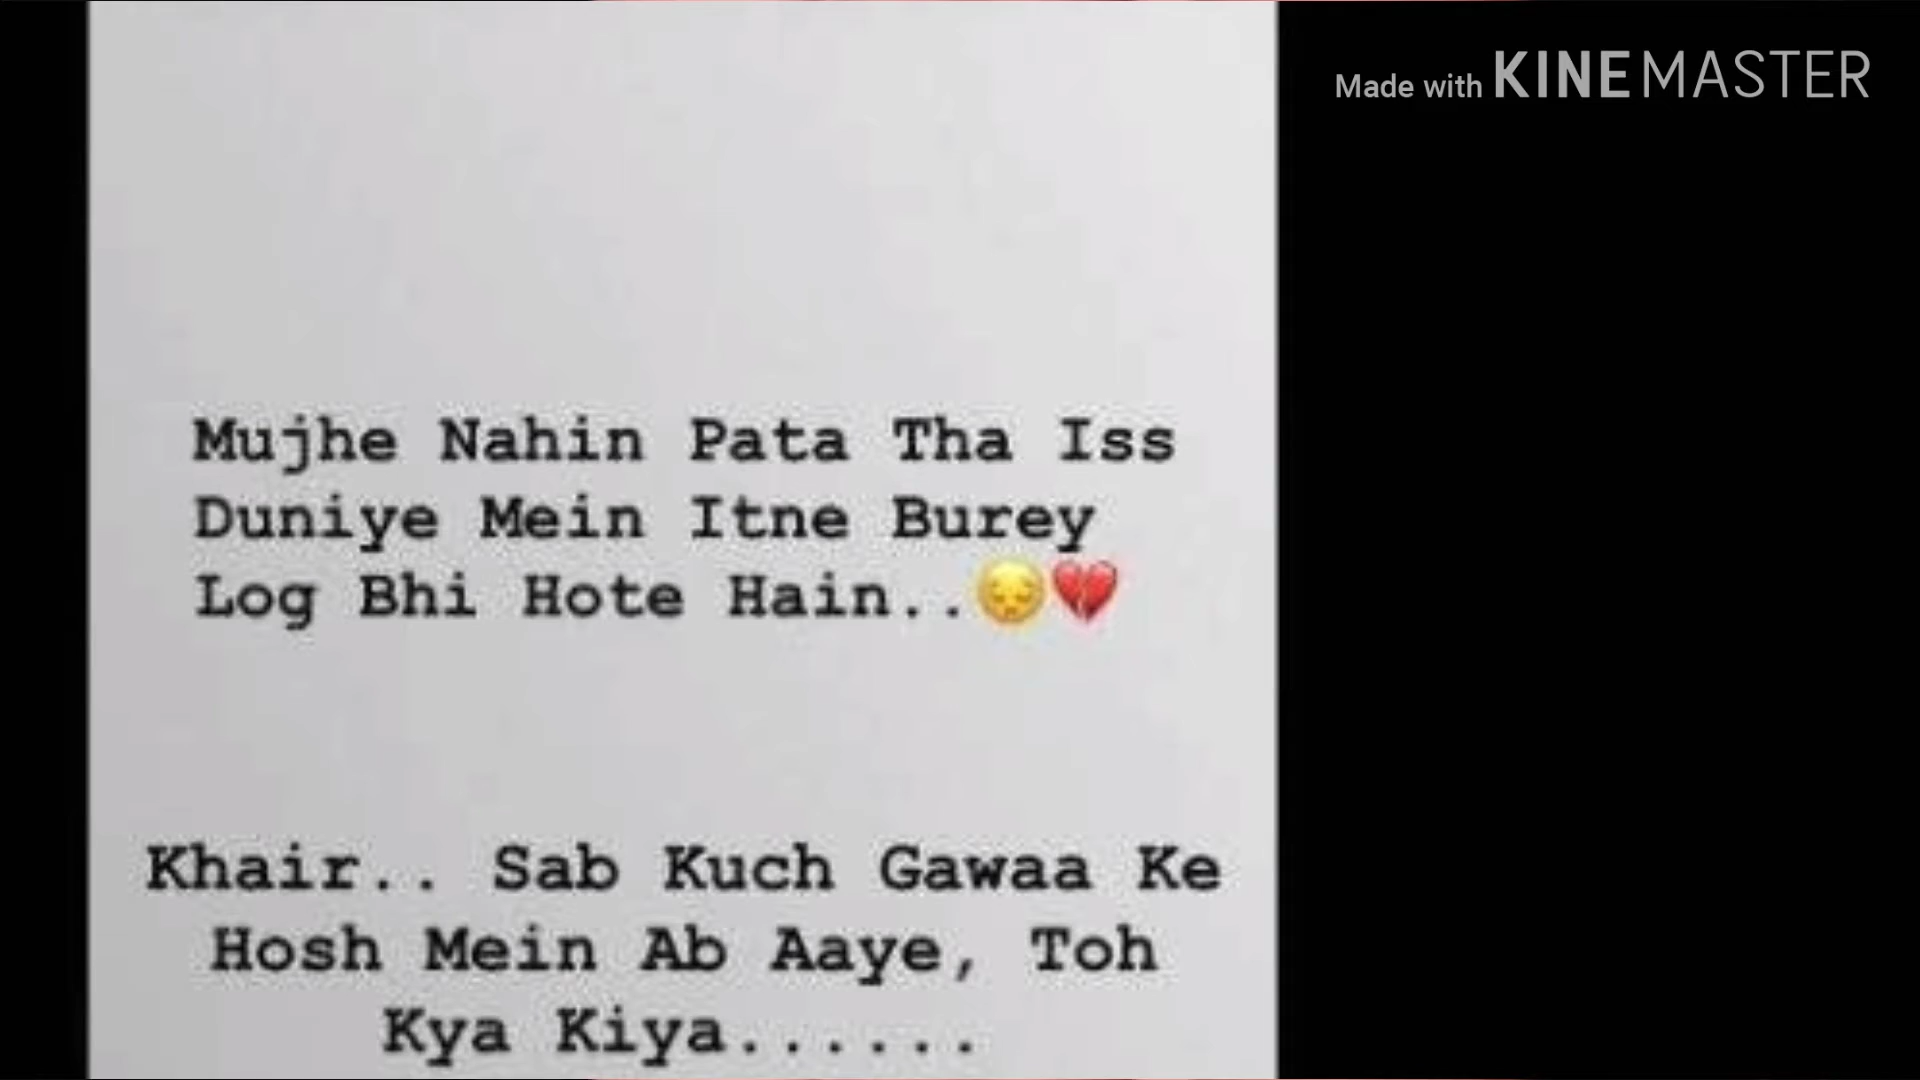 Made with KINEMASTER
Mujhe Nahin Pata Tha Iss
Duniye Mein Itne Burey
Log Bhi Hote Hain..😔💔
Khair.. Sab Kuch Gawaa Ke
Hosh Mein Ab Aaye, Toh
Kya Kiya......